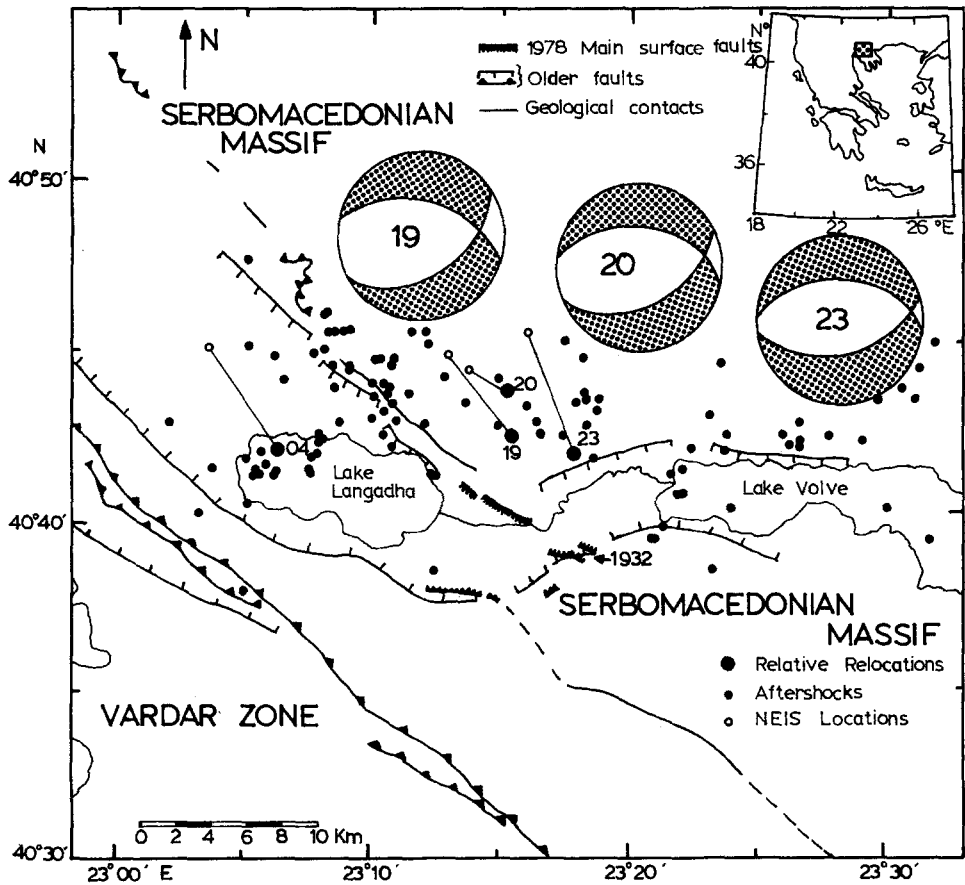 N
1978 Main surface faults
Older faults
Geological contacts
N°
40
36
18
22
26 °E
SERBOMACEDONIAN
MASSIF
N
40°50'
19
20
23
20
04
19
23
Lake
Langadha
Lake Volve
40°40'
1932
SERBOMACEDONIAN
MASSIF
Relative Relocations
Aftershocks
NEIS Locations
VARDAR ZONE
0 2 4 6 8 10 Km
40°30'
23°00' E
23°10'
23°20'
23°30'